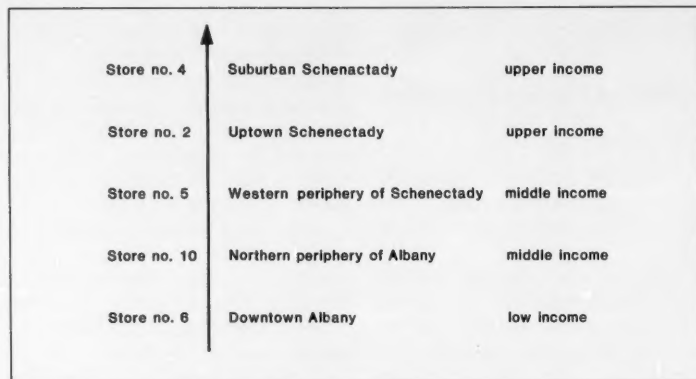 Store no. 4 Suburban Schenactady upper income
Store no. 2 Uptown Schenectady upper income
Store no. 5 Western periphery of Schenectady middle income
Store no. 10 Northern periphery of Albany middle income
Store no. 6 Downtown Albany low income